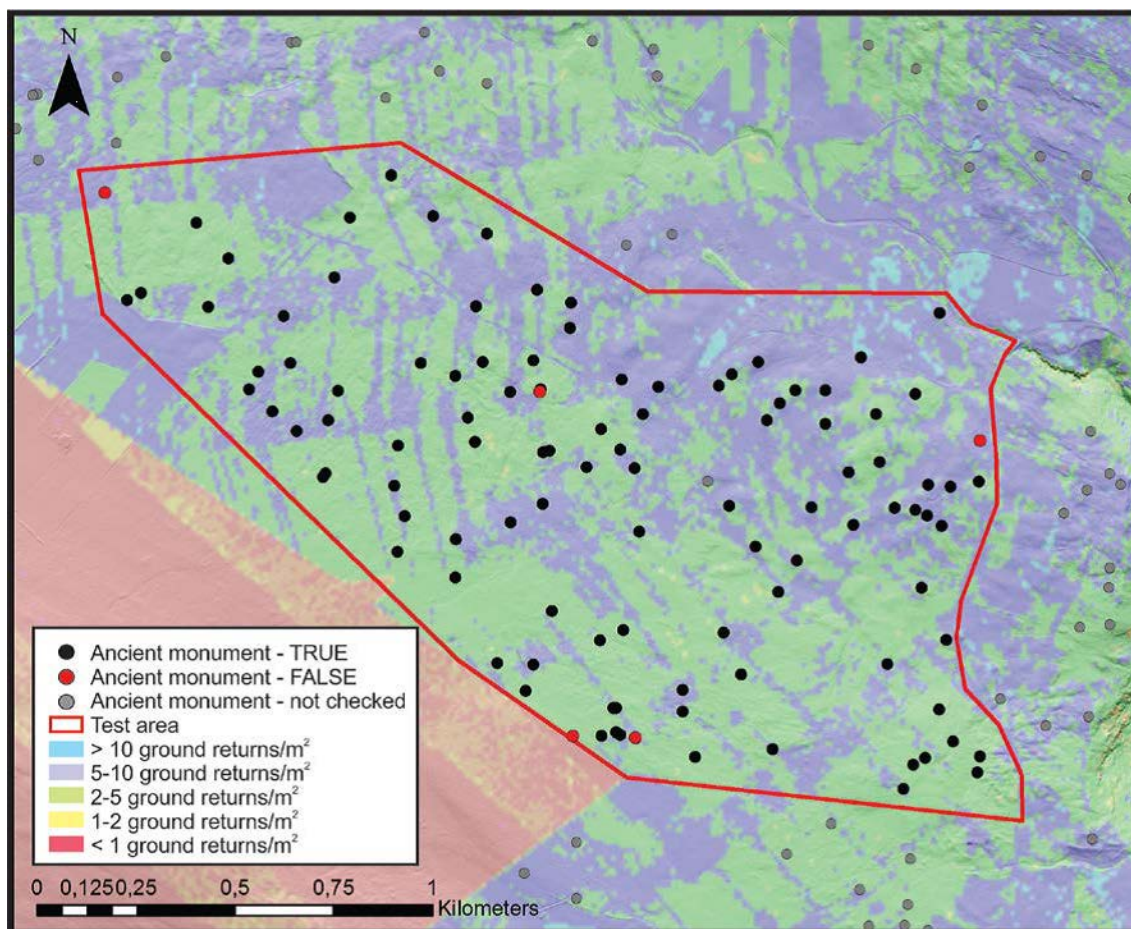 N
Ancient monument - TRUE
Ancient monument - FALSE
Ancient monument - not checked
Test area
> 10 ground returns/m²
5-10 ground returns/m²
2-5 ground returns/m²
1-2 ground returns/m²
< 1 ground returns/m²
0 0,125 0,25 0,5 0,75 1
Kilometers